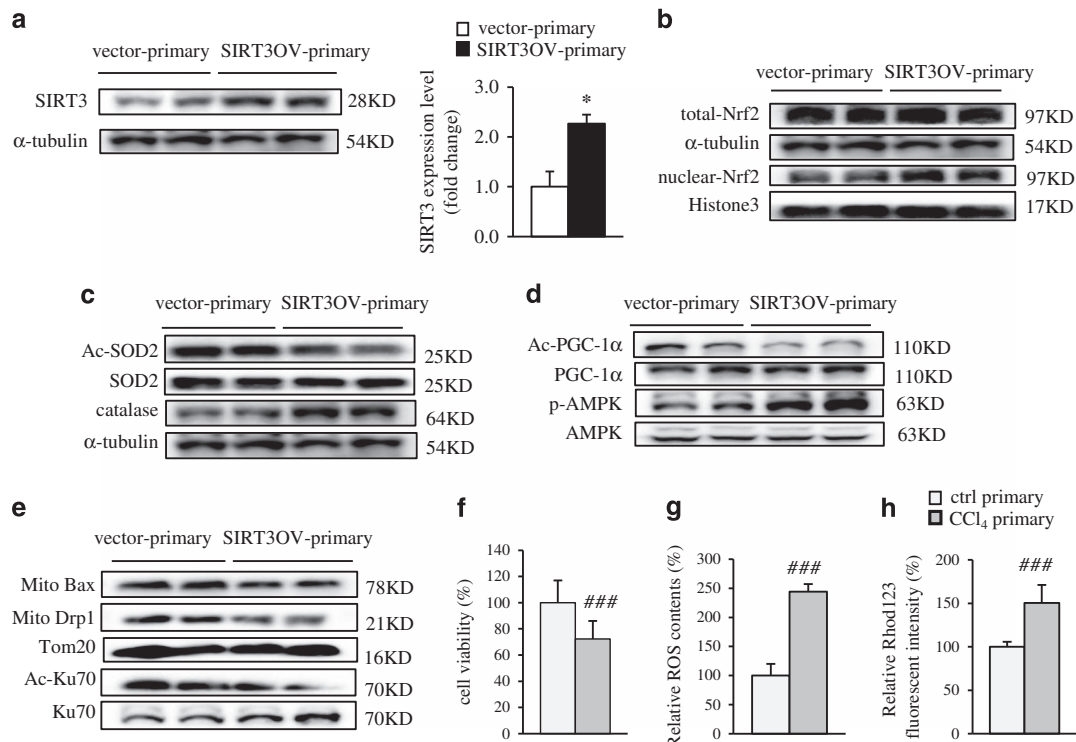 a
vector-primary SIRT3OV-primary
SIRT3 28KD
α-tubulin 54KD
vector-primary
SIRT3OV-primary
SIRT3 expression level
(fold change)
3.0
2.0
1.0
0.0
*
b
vector-primary SIRT3OV-primary
total-Nrf2 97KD
α-tubulin 54KD
nuclear-Nrf2 97KD
Histone3 17KD
c
vector-primary SIRT3OV-primary
Ac-SOD2 25KD
SOD2 25KD
catalase 64KD
α-tubulin 54KD
d
vector-primary SIRT3OV-primary
Ac-PGC-1α 110KD
PGC-1α 110KD
p-AMPK 63KD
AMPK 63KD
e
vector-primary SIRT3OV-primary
Mito Bax 78KD
Mito Drp1 21KD
Tom20 16KD
Ac-Ku70 70KD
Ku70 70KD
f
cell viability (%)
140
120
100
80
60
40
20
0
###
g
Relative ROS contents (%)
300
250
200
150
100
50
0
###
h
ctrl primary
CCl₄ primary
Relative Rhod123
fluorescent intensity (%)
200
150
100
50
0
###